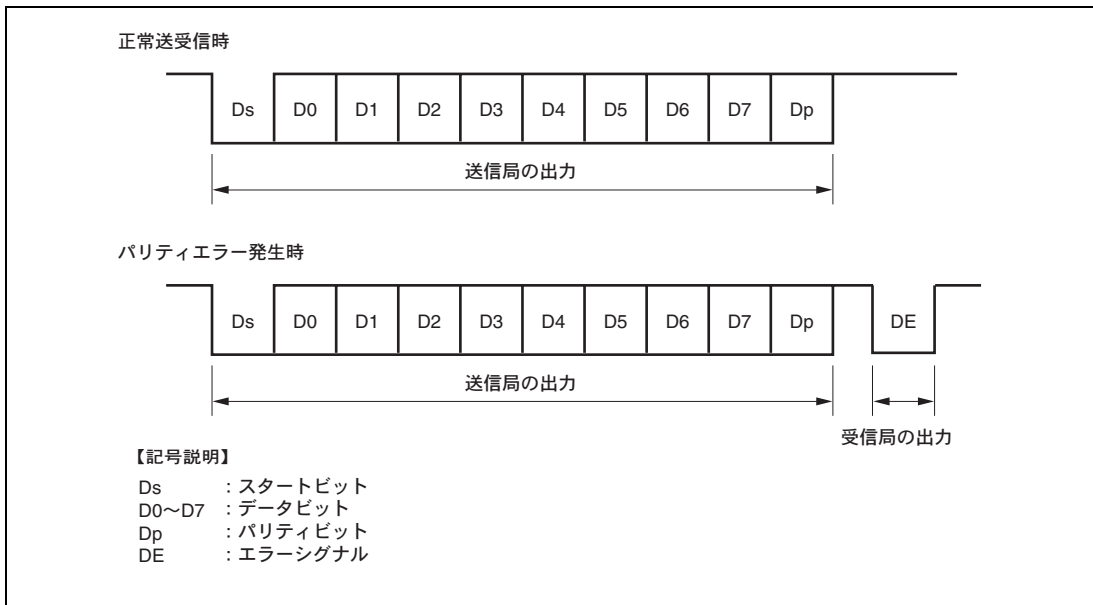 正常送受信時
Ds D0 D1 D2 D3 D4 D5 D6 D7 Dp
送信局の出力
パリティエラー発生時
Ds D0 D1 D2 D3 D4 D5 D6 D7 Dp DE
送信局の出力
受信局の出力
【記号説明】
Ds : スタートビット
D0～D7 : データビット
Dp : パリティビット
DE : エラーシグナル